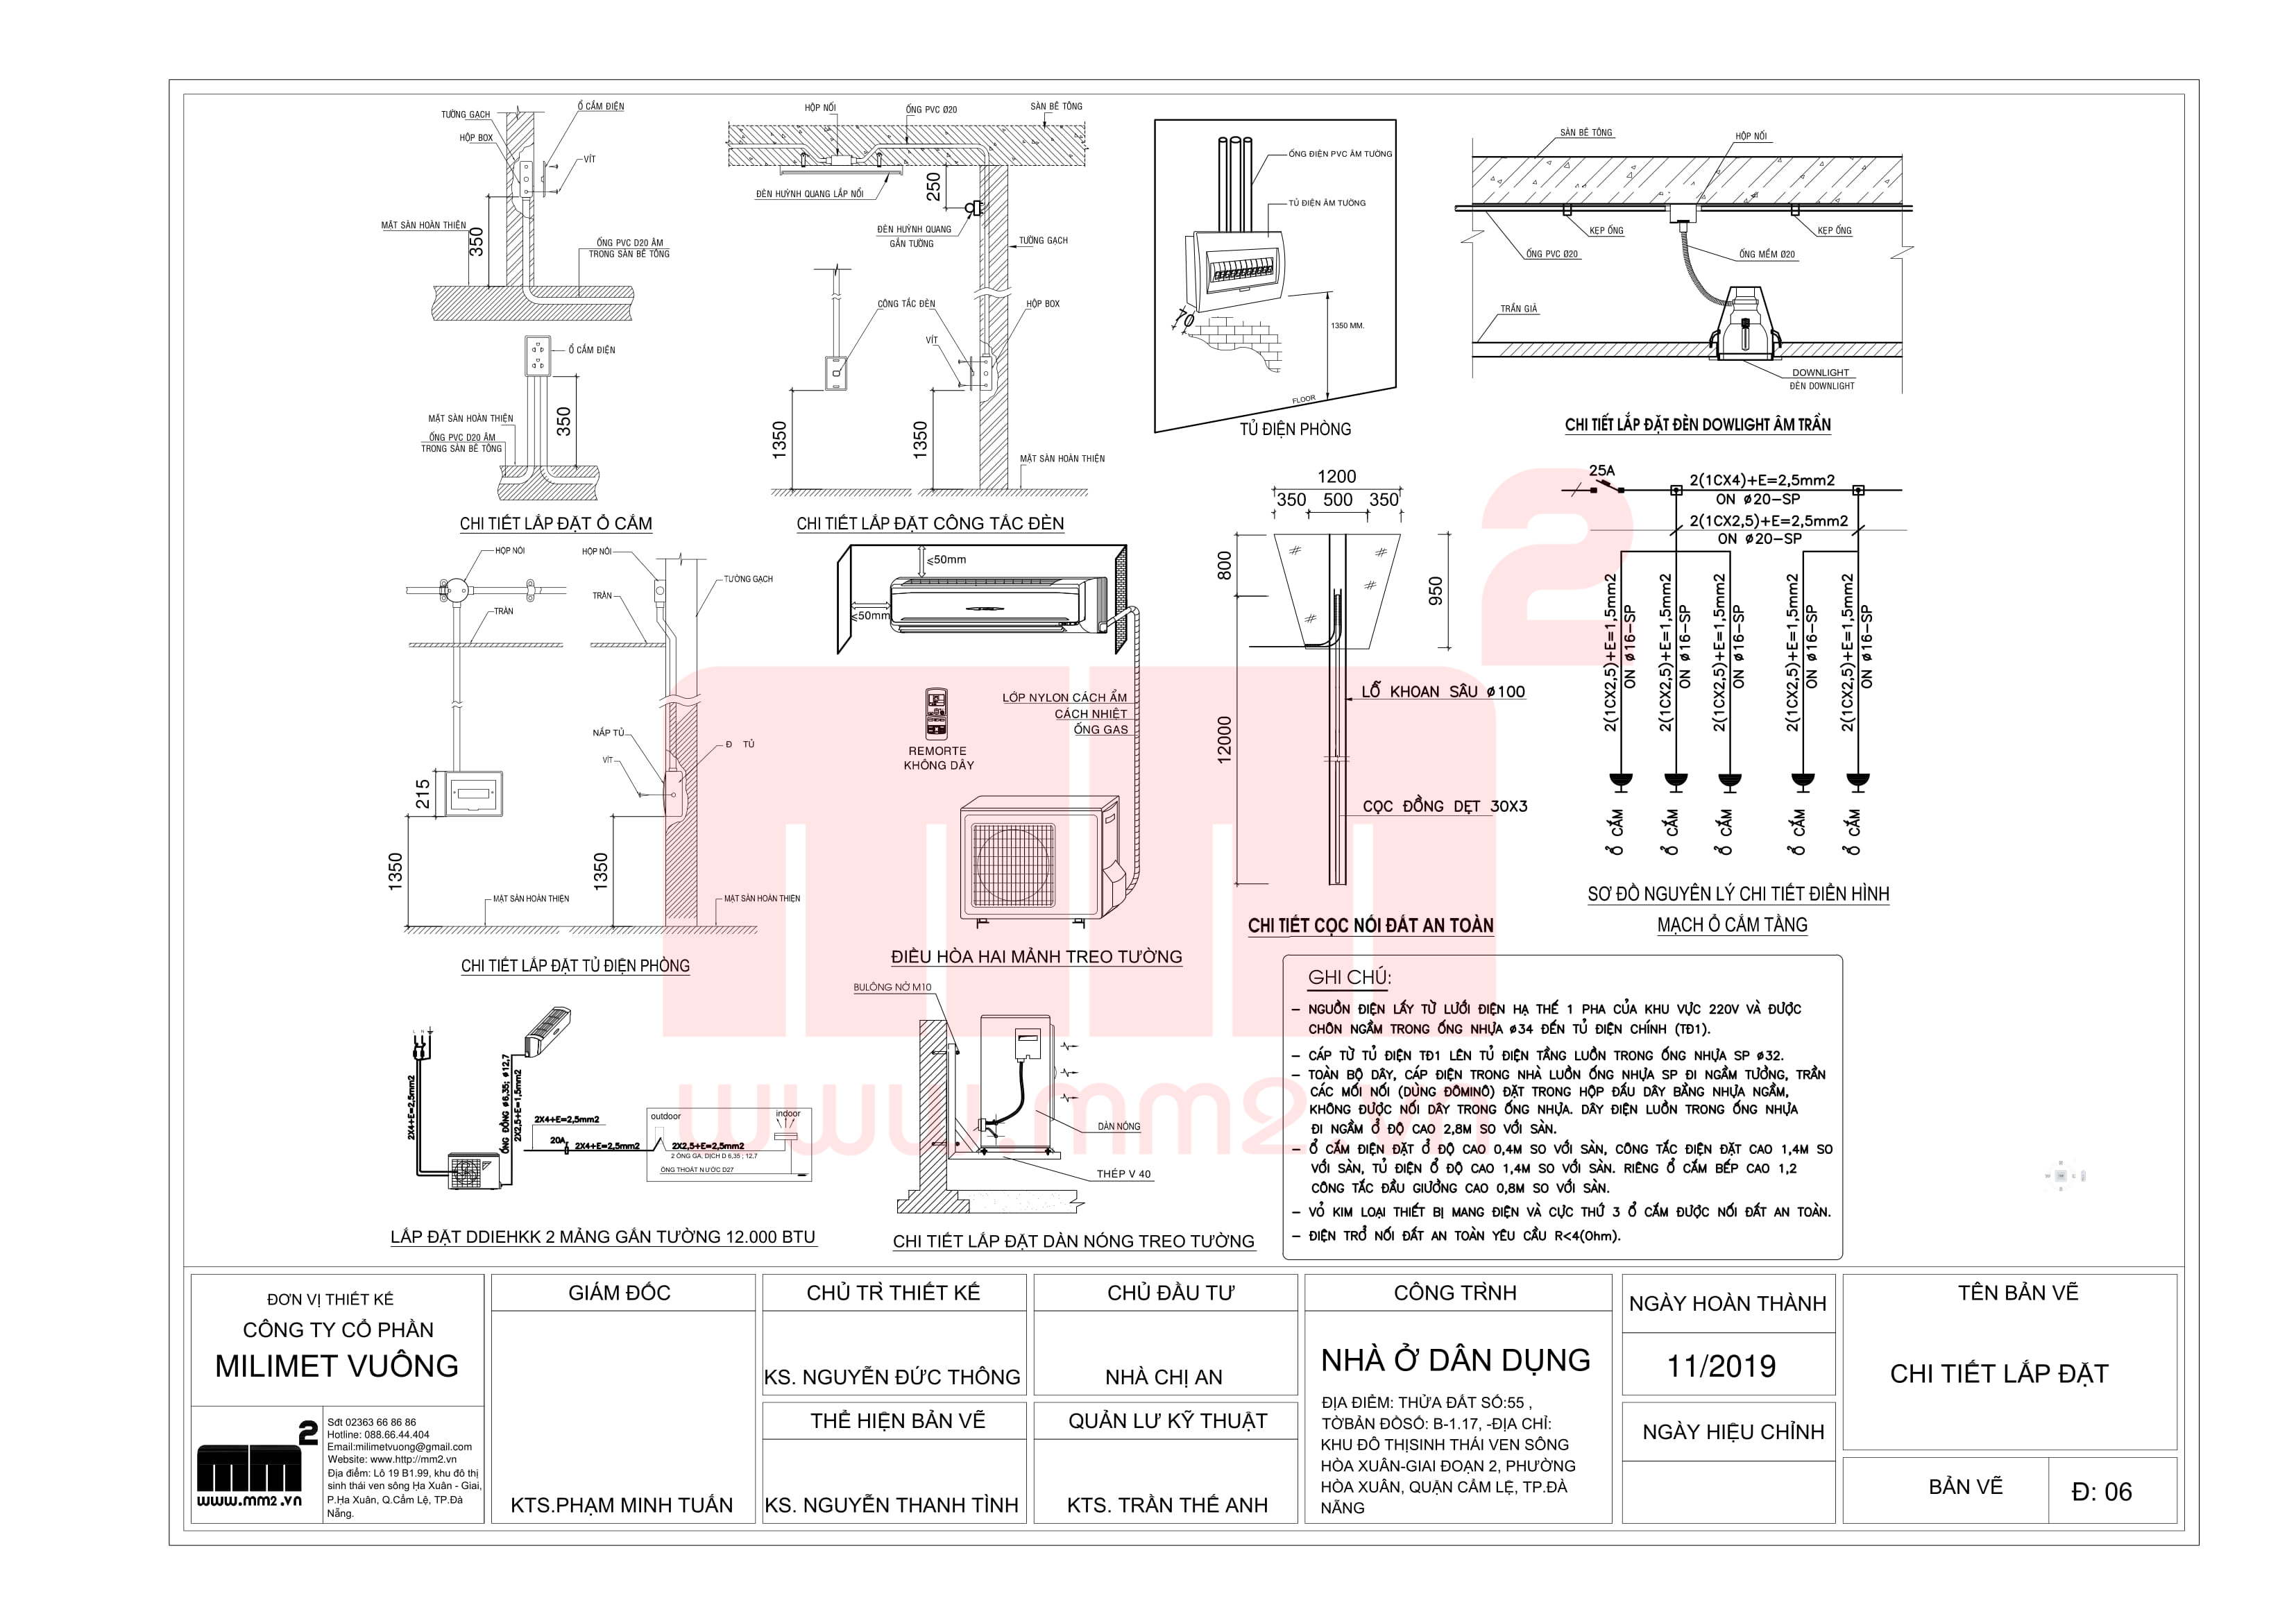 Ổ CẮM ĐIỆN
TƯỜNG GẠCH
HỘP BOX
VÍT
MẶT SÀN HOÀN THIỆN
350
ỐNG PVC D20 ÂM
TRONG SÀN BÊ TÔNG
Ổ CẮM ĐIỆN
350
MẶT SÀN HOÀN THIỆN
ỐNG PVC D20 ÂM
TRONG SÀN BÊ TÔNG
CHI TIẾT LẮP ĐẶT Ổ CẮM
HỘP NỐI
ỐNG PVC Ø20
SÀN BÊ TÔNG
ĐÈN HUỲNH QUANG LẮP NỔI
250
ĐÈN HUỲNH QUANG
GẮN TƯỜNG
TƯỜNG GẠCH
CÔNG TẮC ĐÈN
HỘP BOX
VÍT
1350
1350
MẶT SÀN HOÀN THIỆN
CHI TIẾT LẮP ĐẶT CÔNG TẮC ĐÈN
ỐNG ĐIỆN PVC ÂM TƯỜNG
TỦ ĐIỆN ÂM TƯỜNG
70
1350 MM.
FLOOR
TỦ ĐIỆN PHÒNG
SÀN BÊ TÔNG
HỘP NỐI
KẸP ỐNG
KẸP ỐNG
ỐNG PVC Ø20
ỐNG MỀM Ø20
TRẦN GIẢ
DOWNLIGHT
ĐÈN DOWNLIGHT
CHI TIẾT LẮP ĐẶT ĐÈN DOWLIGHT ÂM TRẦN
HỘP NỐI
TRẦN
215
1350
MẶT SÀN HOÀN THIỆN
HỘP NỐI
TƯỜNG GẠCH
TRẦN
NẮP TỦ
Đ TỦ
VÍT
1350
MẶT SÀN HOÀN THIỆN
CHI TIẾT LẮP ĐẶT TỦ ĐIỆN PHÒNG
⩽50mm
⩽50mm
LỚP NYLON CÁCH ẨM
CÁCH NHIỆT
ỐNG GAS
REMORTE
KHÔNG DÂY
ĐIỀU HÒA HAI MẢNH TREO TƯỜNG
1200
350 500 350
800
950
12000
LỖ KHOAN SÂU ø100
CỌC ĐỒNG DẸT 30X3
CHI TIẾT CỌC NỐI ĐẤT AN TOÀN
25A
2(1CX4)+E=2,5mm2
ON ø20-SP
2(1CX2,5)+E=2,5mm2
ON ø20-SP
2(1CX2,5)+E=1,5mm2
ON ø16-SP
2(1CX2,5)+E=1,5mm2
ON ø16-SP
2(1CX2,5)+E=1,5mm2
ON ø16-SP
2(1CX2,5)+E=1,5mm2
ON ø16-SP
2(1CX2,5)+E=1,5mm2
ON ø16-SP
Ổ CẮM
Ổ CẮM
Ổ CẮM
Ổ CẮM
Ổ CẮM
SƠ ĐỒ NGUYÊN LÝ CHI TIẾT ĐIỂN HÌNH
MẠCH Ổ CẮM TẦNG
L N
2X4+E=2,5mm2
ỐNG ĐỒNG ø6,35; ø12,7
2X2,5+E=1,5mm2
2X4+E=2,5mm2
20A
2X4+E=2,5mm2
outdoor
indoor
2X2,5+E=2,5mm2
2 ỐNG GA, DỊCH D 6,35 ; 12,7
ỐNG THOÁT NƯỚC D27
LẮP ĐẶT DDIEHKK 2 MẢNG GẮN TƯỜNG 12.000 BTU
BULÔNG NỞ M10
DÀN NÓNG
THÉP V 40
CHI TIẾT LẮP ĐẶT DÀN NÓNG TREO TƯỜNG
GHI CHÚ:
– NGUỒN ĐIỆN LẤY TỪ LƯỚI ĐIỆN HẠ THẾ 1 PHA CỦA KHU VỰC 220V VÀ ĐƯỢC
CHÔN NGẦM TRONG ỐNG NHỰA ø34 ĐẾN TỦ ĐIỆN CHÍNH (TĐ1).
– CÁP TỪ TỦ ĐIỆN TĐ1 LÊN TỦ ĐIỆN TẦNG LUỒN TRONG ỐNG NHỰA SP ø32.
– TOÀN BỘ DÂY, CÁP ĐIỆN TRONG NHÀ LUỒN ỐNG NHỰA SP ĐI NGẦM TƯỜNG, TRẦN
CÁC MỐI NỐI (DÙNG ĐÔMINÔ) ĐẶT TRONG HỘP ĐẤU DÂY BẰNG NHỰA NGẦM,
KHÔNG ĐƯỢC NỐI DÂY TRONG ỐNG NHỰA. DÂY ĐIỆN LUỒN TRONG ỐNG NHỰA
ĐI NGẦM Ở ĐỘ CAO 2,8M SO VỚI SÀN.
– Ổ CẮM ĐIỆN ĐẶT Ở ĐỘ CAO 0,4M SO VỚI SÀN, CÔNG TẮC ĐIỆN ĐẶT CAO 1,4M SO
VỚI SÀN, TỦ ĐIỆN Ở ĐỘ CAO 1,4M SO VỚI SÀN. RIÊNG Ổ CẮM BẾP CAO 1,2
CÔNG TẮC ĐẦU GIƯỜNG CAO 0,8M SO VỚI SÀN.
– VỎ KIM LOẠI THIẾT BỊ MANG ĐIỆN VÀ CỰC THỨ 3 Ổ CẮM ĐƯỢC NỐI ĐẤT AN TOÀN.
– ĐIỆN TRỞ NỐI ĐẤT AN TOÀN YÊU CẦU R<4(Ohm).
mm2
www.mm2.vn
ĐƠN VỊ THIẾT KẾ
CÔNG TY CỔ PHẦN
MILIMET VUÔNG
mm2
www.mm2.vn
Sđt 02363 66 86 86
Hotline: 088.66.44.404
Email:milimetvuong@gmail.com
Website: www.http://mm2.vn
Địa điểm: Lô 19 B1.99, khu đô thị
sinh thái ven sông Hạ Xuân - Giai,
P.Hạ Xuân, Q.Cẩm Lệ, TP.Đà
Nẵng.
GIÁM ĐỐC
KTS.PHẠM MINH TUẤN
CHỦ TRÌ THIẾT KẾ
KS. NGUYỄN ĐỨC THÔNG
THỂ HIỆN BẢN VẼ
KS. NGUYỄN THANH TÌNH
CHỦ ĐẦU TƯ
NHÀ CHỊ AN
QUẢN LƯ KỸ THUẬT
KTS. TRẦN THẾ ANH
CÔNG TRÌNH
NHÀ Ở DÂN DỤNG
ĐỊA ĐIỂM: THỬA ĐẤT SỐ:55 ,
TỜBẢN ĐỒSỐ: B-1.17, -ĐỊA CHỈ:
KHU ĐÔ THỊSINH THÁI VEN SÔNG
HÒA XUÂN-GIAI ĐOẠN 2, PHƯỜNG
HÒA XUÂN, QUẬN CẨM LỆ, TP.ĐÀ
NẴNG
NGÀY HOÀN THÀNH
11/2019
NGÀY HIỆU CHỈNH
TÊN BẢN VẼ
CHI TIẾT LẮP ĐẶT
BẢN VẼ
Đ: 06